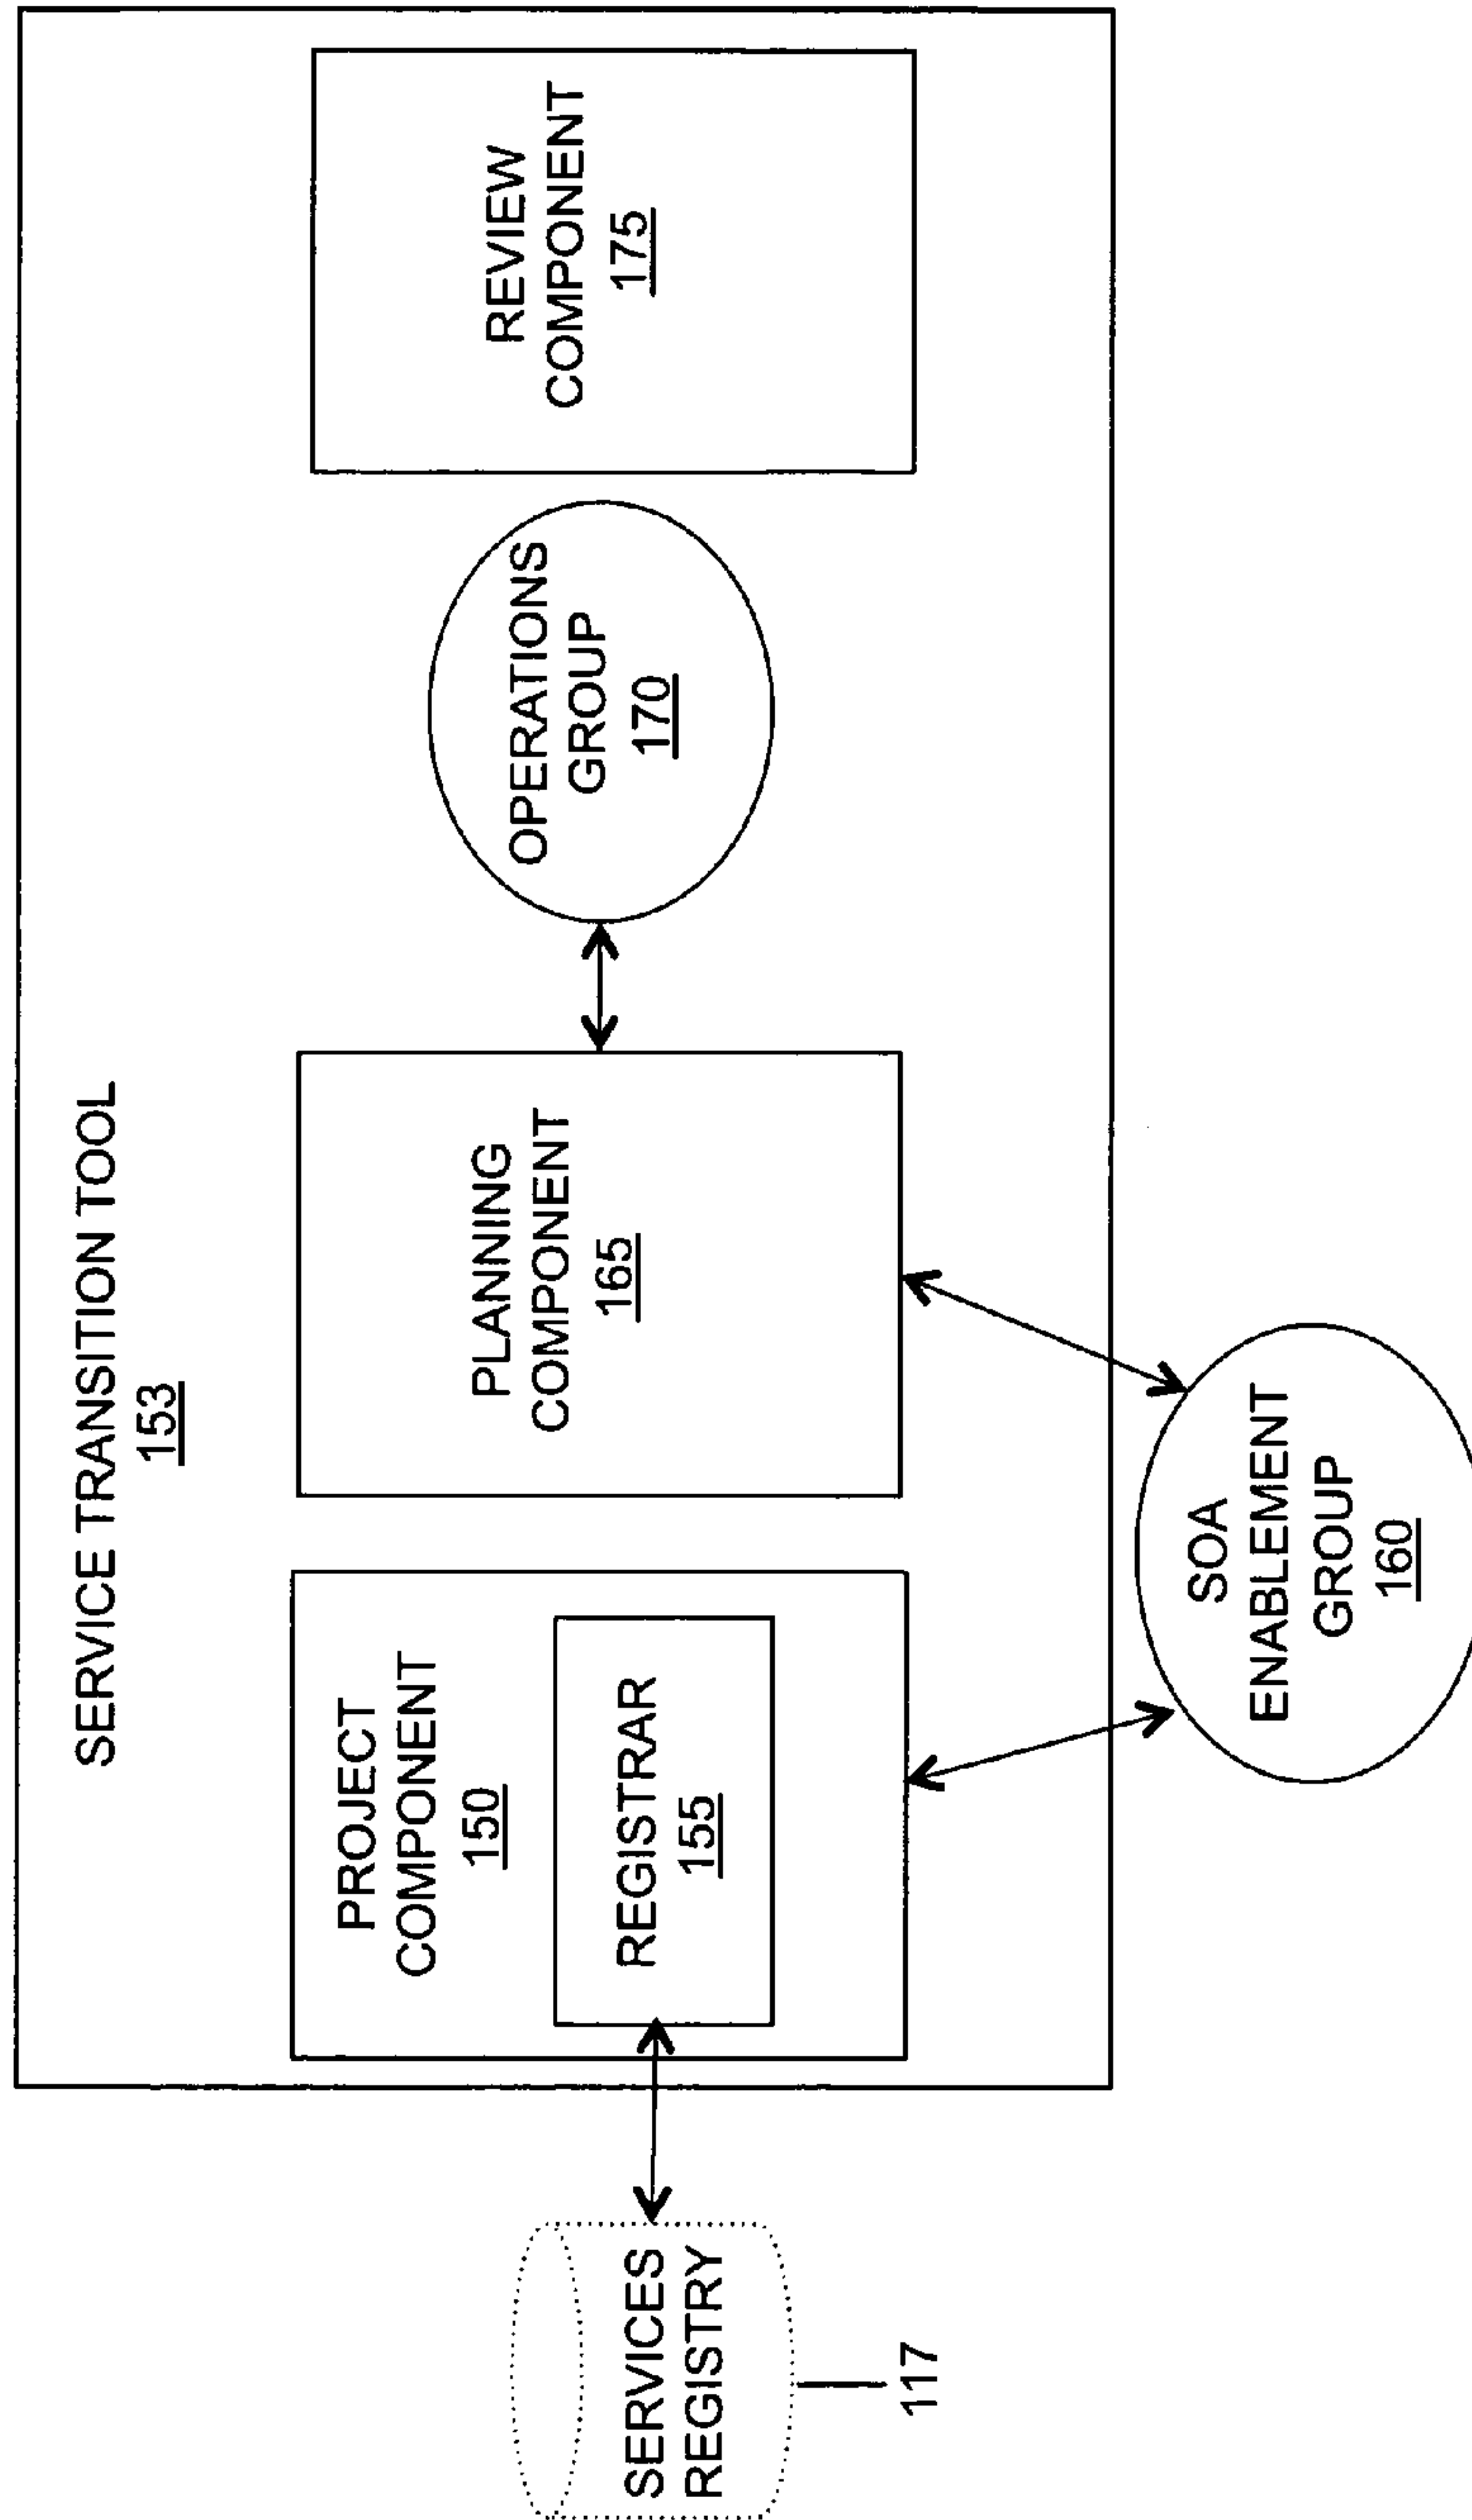 SERVICE TRANSITION TOOL
153
PROJECT
COMPONENT
150
REGISTRAR
155
PLANNING
COMPONENT
165
OPERATIONS
GROUP
170
REVIEW
COMPONENT
175
SERVICES
REGISTRY
117
SOA
ENABLEMENT
GROUP
160